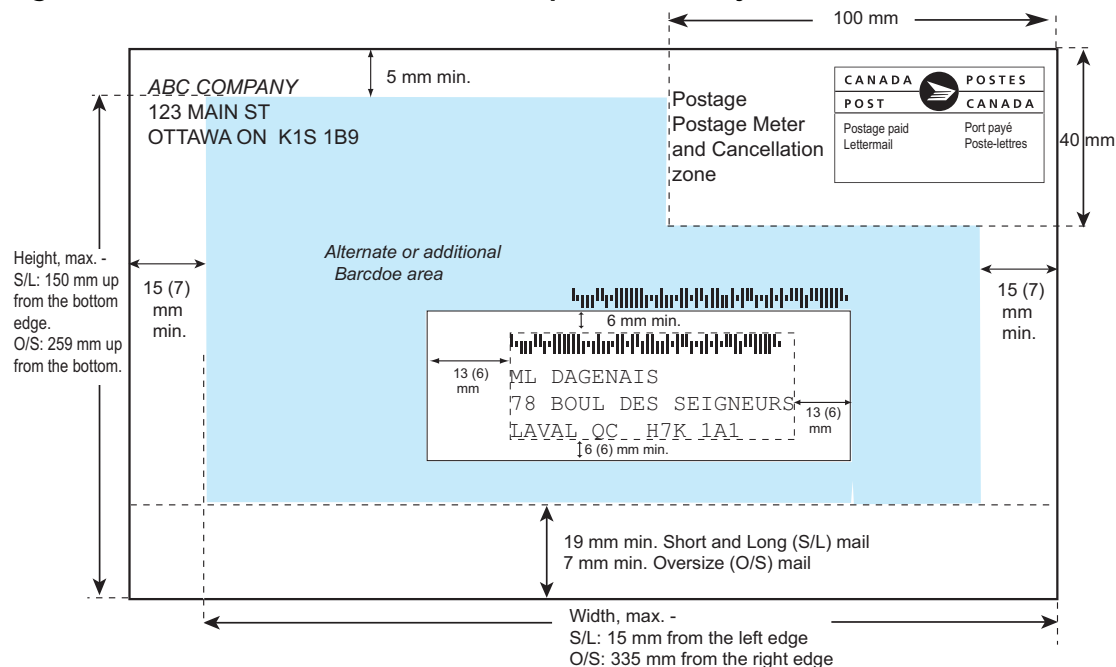 100 mm
5 mm min.
ABC COMPANY
123 MAIN ST
OTTAWA ON K1S 1B9
Postage
Postage Meter
and Cancellation
zone
CANADA POSTES
POST CANADA
Postage paid Port payé
Lettermail Poste-lettres
40 mm
Height, max. -
S/L: 150 mm up
from the bottom
edge.
O/S: 259 mm up
from the bottom.
15 (7)
mm
min.
Alternate or additional
Barcdoe area
15 (7)
mm
min.
6 mm min.
13 (6)
mm
ML DAGENAIS
78 BOUL DES SEIGNEURS
LAVAL QC H7K 1A1
13 (6)
mm
6 (6) mm min.
19 mm min. Short and Long (S/L) mail
7 mm min. Oversize (O/S) mail
Width, max. -
S/L: 15 mm from the left edge
O/S: 335 mm from the right edge